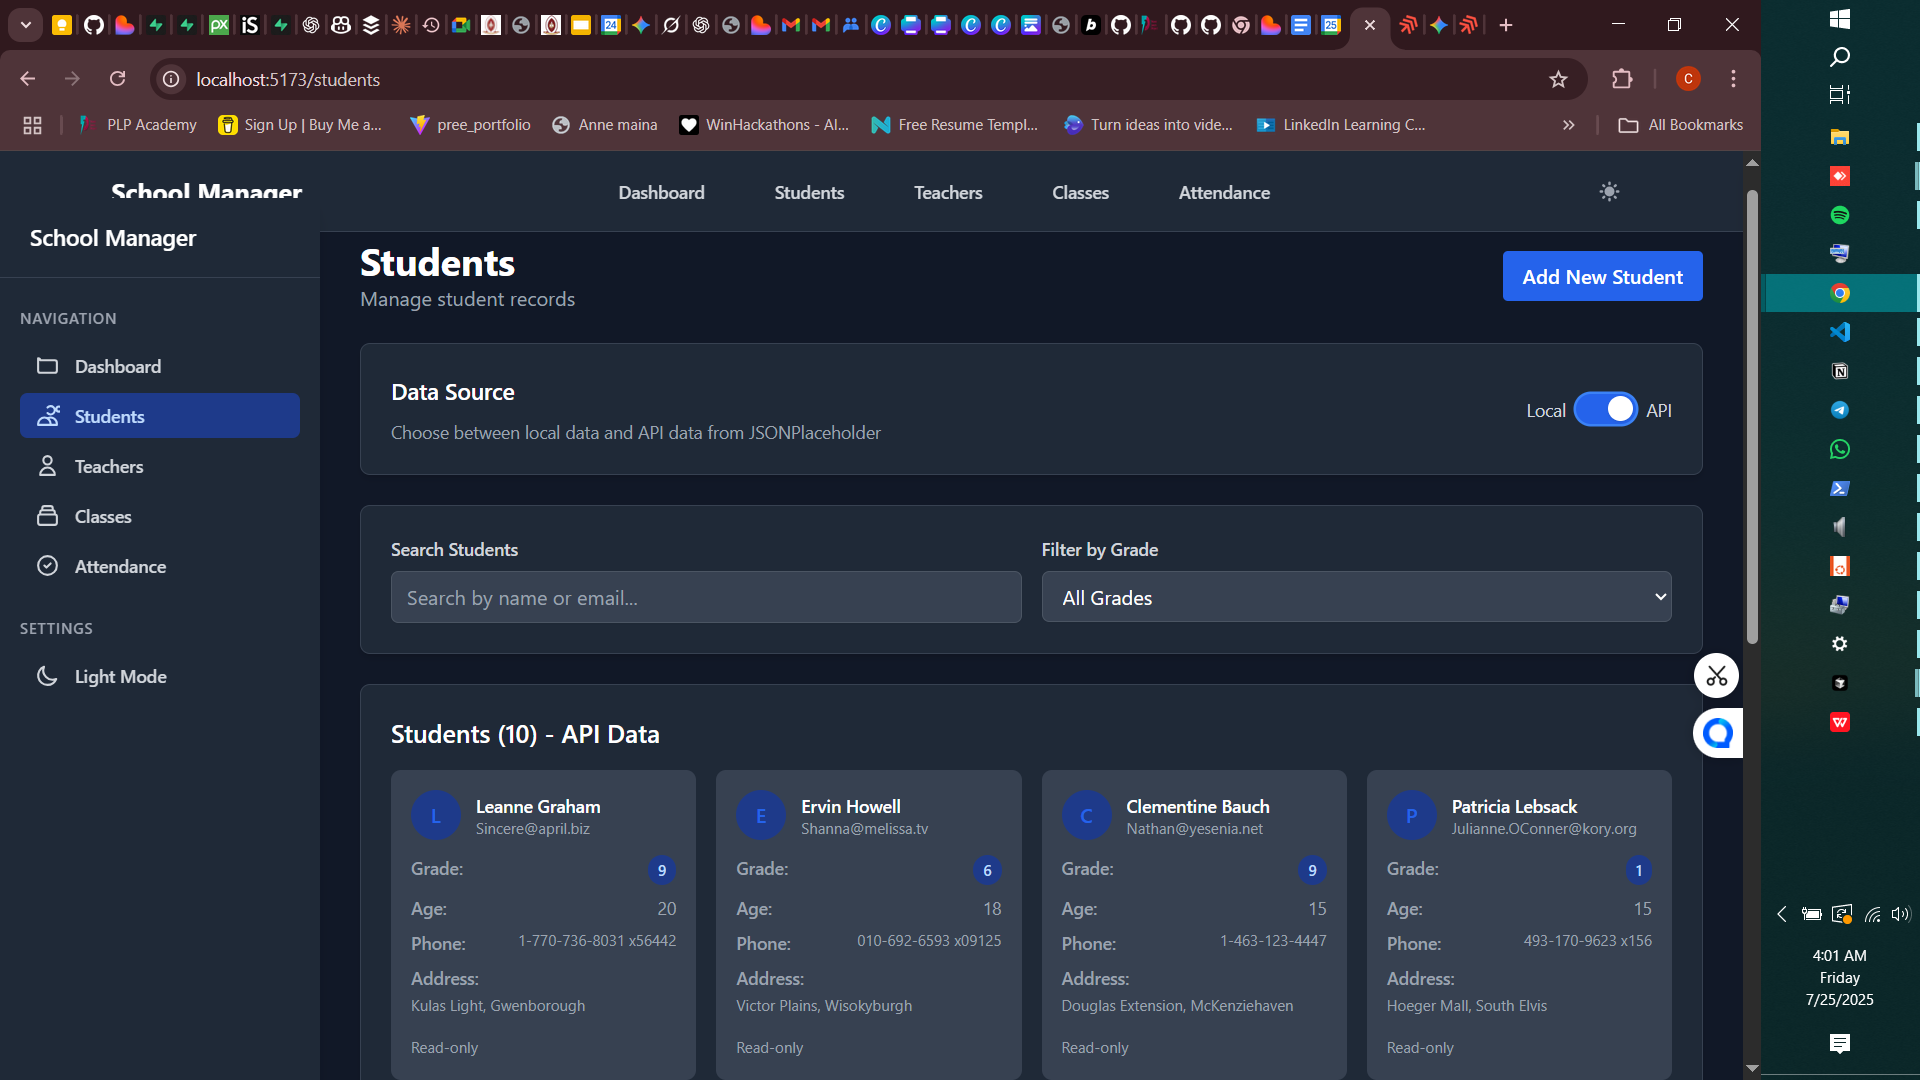 localhost:5173/students
PLP Academy
Sign Up | Buy Me a...
pree_portfolio
Anne maina
WinHackathons - AI...
Free Resume Templ...
Turn ideas into vide...
LinkedIn Learning C...
»
All Bookmarks
C
School Manager
Dashboard
Students
Teachers
Classes
Attendance
School Manager
NAVIGATION
Dashboard
Students
Teachers
Classes
Attendance
SETTINGS
Light Mode
Students
Manage student records
Add New Student
Data Source
Choose between local data and API data from JSONPlaceholder
Local
API
Search Students
Search by name or email...
Filter by Grade
All Grades
Students (10) - API Data
L
Leanne Graham
Sincere@april.biz
Grade: 9
Age: 20
Phone: 1-770-736-8031 x56442
Address:
Kulas Light, Gwenborough
Read-only
E
Ervin Howell
Shanna@melissa.tv
Grade: 6
Age: 18
Phone: 010-692-6593 x09125
Address:
Victor Plains, Wisokyburgh
Read-only
C
Clementine Bauch
Nathan@yesenia.net
Grade: 9
Age: 15
Phone: 1-463-123-4447
Address:
Douglas Extension, McKenziehaven
Read-only
P
Patricia Lebsack
Julianne.OConner@kory.org
Grade: 1
Age: 15
Phone: 493-170-9623 x156
Address:
Hoeger Mall, South Elvis
Read-only
4:01 AM
Friday
7/25/2025